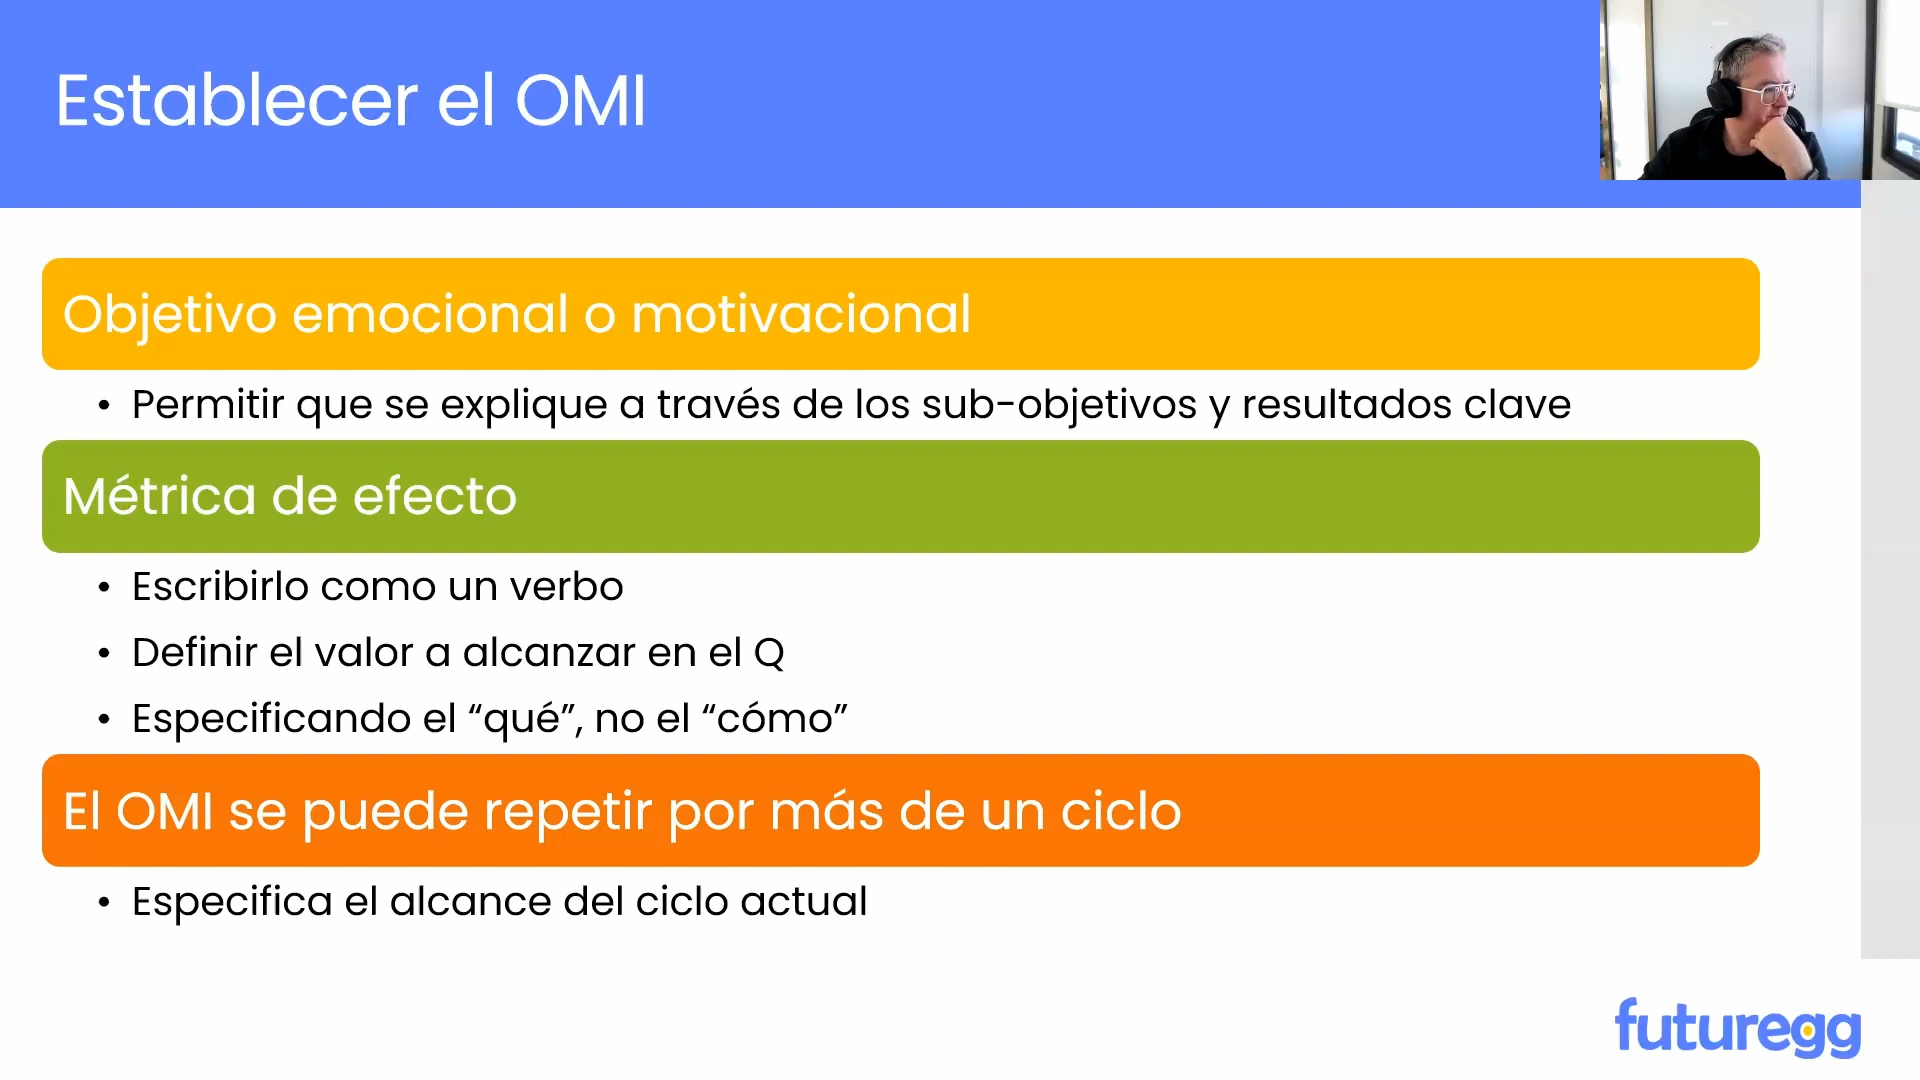 Establecer el OMI
Objetivo emocional o motivacional
• Permitir que se explique a través de los sub-objetivos y resultados clave
Métrica de efecto
• Escribirlo como un verbo
• Definir el valor a alcanzar en el Q
• Especificando el “qué”, no el “cómo”
El OMI se puede repetir por más de un ciclo
• Especifica el alcance del ciclo actual
futuregg